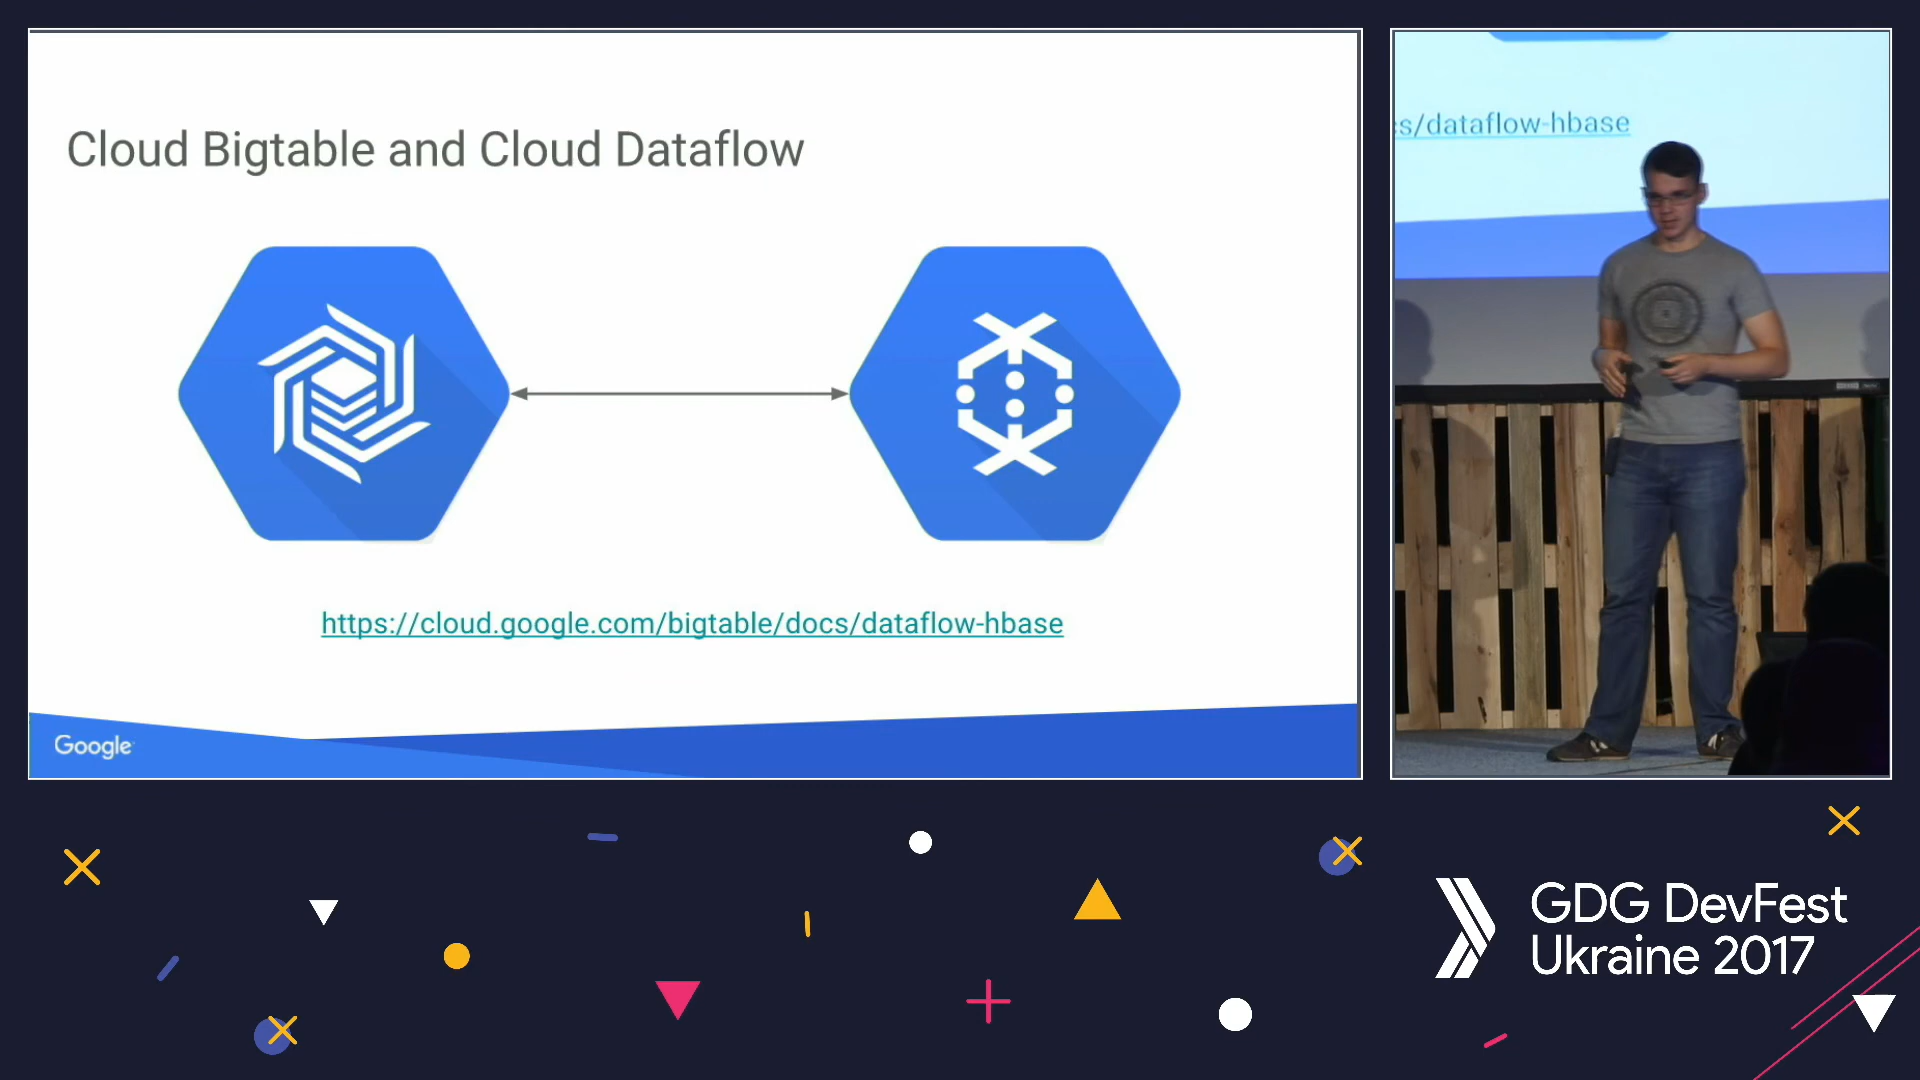 Cloud Bigtable and Cloud Dataflow
https://cloud.google.com/bigtable/docs/dataflow-hbase
Google
s/dataflow-hbase
GDG DevFest
Ukraine 2017